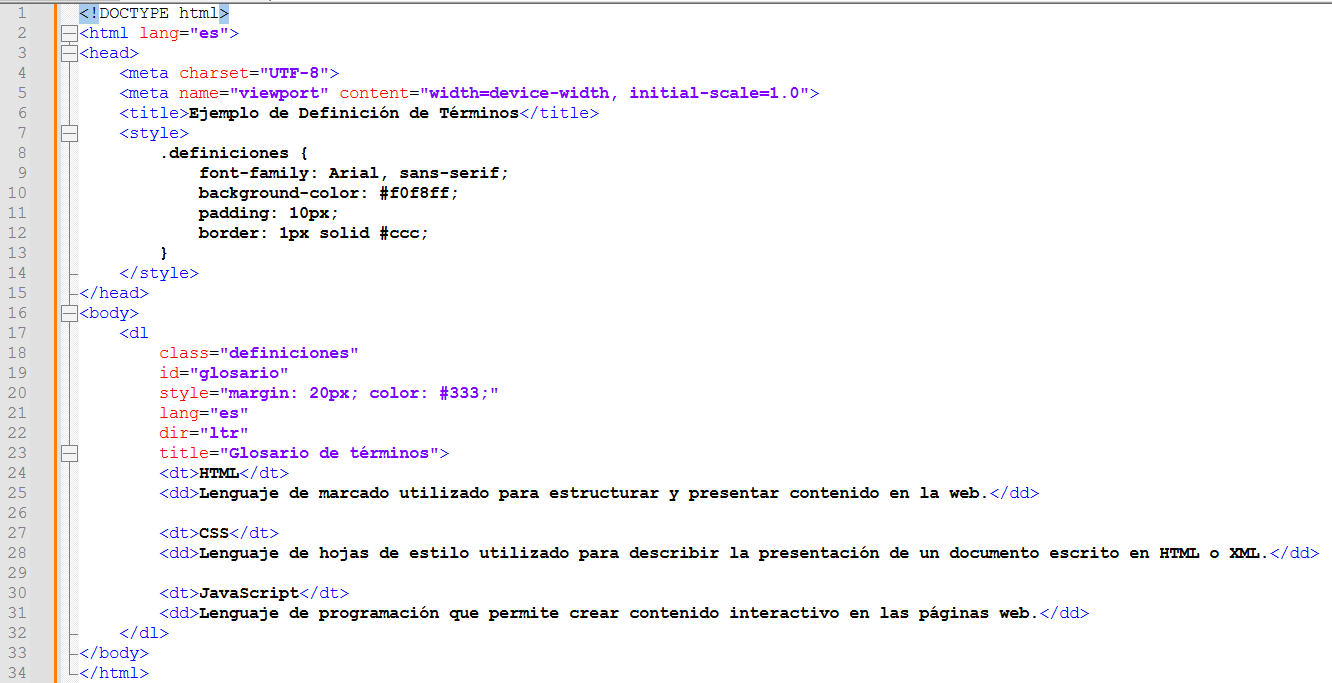 1 <!DOCTYPE html>
2 <html lang="es">
3 <head>
4     <meta charset="UTF-8">
5     <meta name="viewport" content="width=device-width, initial-scale=1.0">
6     <title>Ejemplo de Definición de Términos</title>
7     <style>
8         .definiciones {
9             font-family: Arial, sans-serif;
10             background-color: #f0f8ff;
11             padding: 10px;
12             border: 1px solid #ccc;
13         }
14     </style>
15 </head>
16 <body>
17     <dl
18         class="definiciones"
19         id="glosario"
20         style="margin: 20px; color: #333;"
21         lang="es"
22         dir="ltr"
23         title="Glosario de términos">
24         <dt>HTML</dt>
25         <dd>Lenguaje de marcado utilizado para estructurar y presentar contenido en la web.</dd>
26
27         <dt>CSS</dt>
28         <dd>Lenguaje de hojas de estilo utilizado para describir la presentación de un documento escrito en HTML o XML.</dd>
29
30         <dt>JavaScript</dt>
31         <dd>Lenguaje de programación que permite crear contenido interactivo en las páginas web.</dd>
32     </dl>
33 </body>
34 </html>